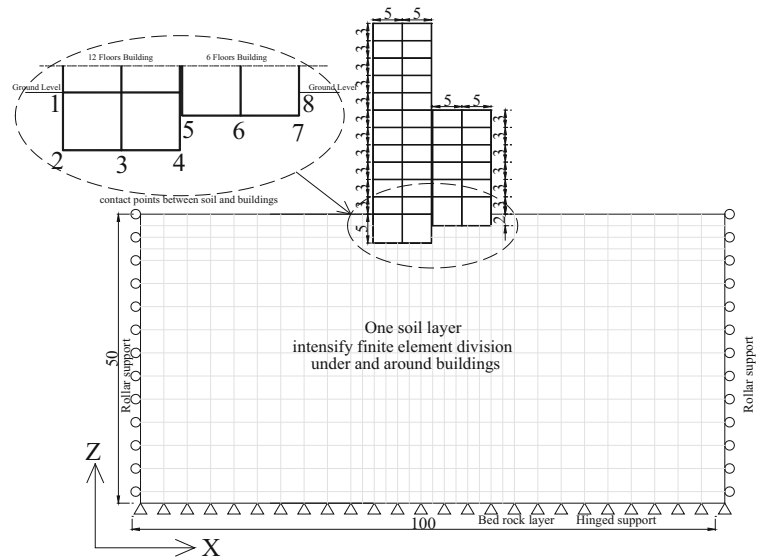 12 Floors Building
6 Floors Building
Ground Level
Ground Level
1
8
5
6
7
2
3
4
contact points between soil and buildings
5
5
3
3
3
3
3
3
3
3
3
3
3
5
5
5
3
3
3
3
3
3
2
One soil layer
intensify finite element division
under and around buildings
50
Rollar support
Rollar support
Z
X
100
Bed rock layer
Hinged support